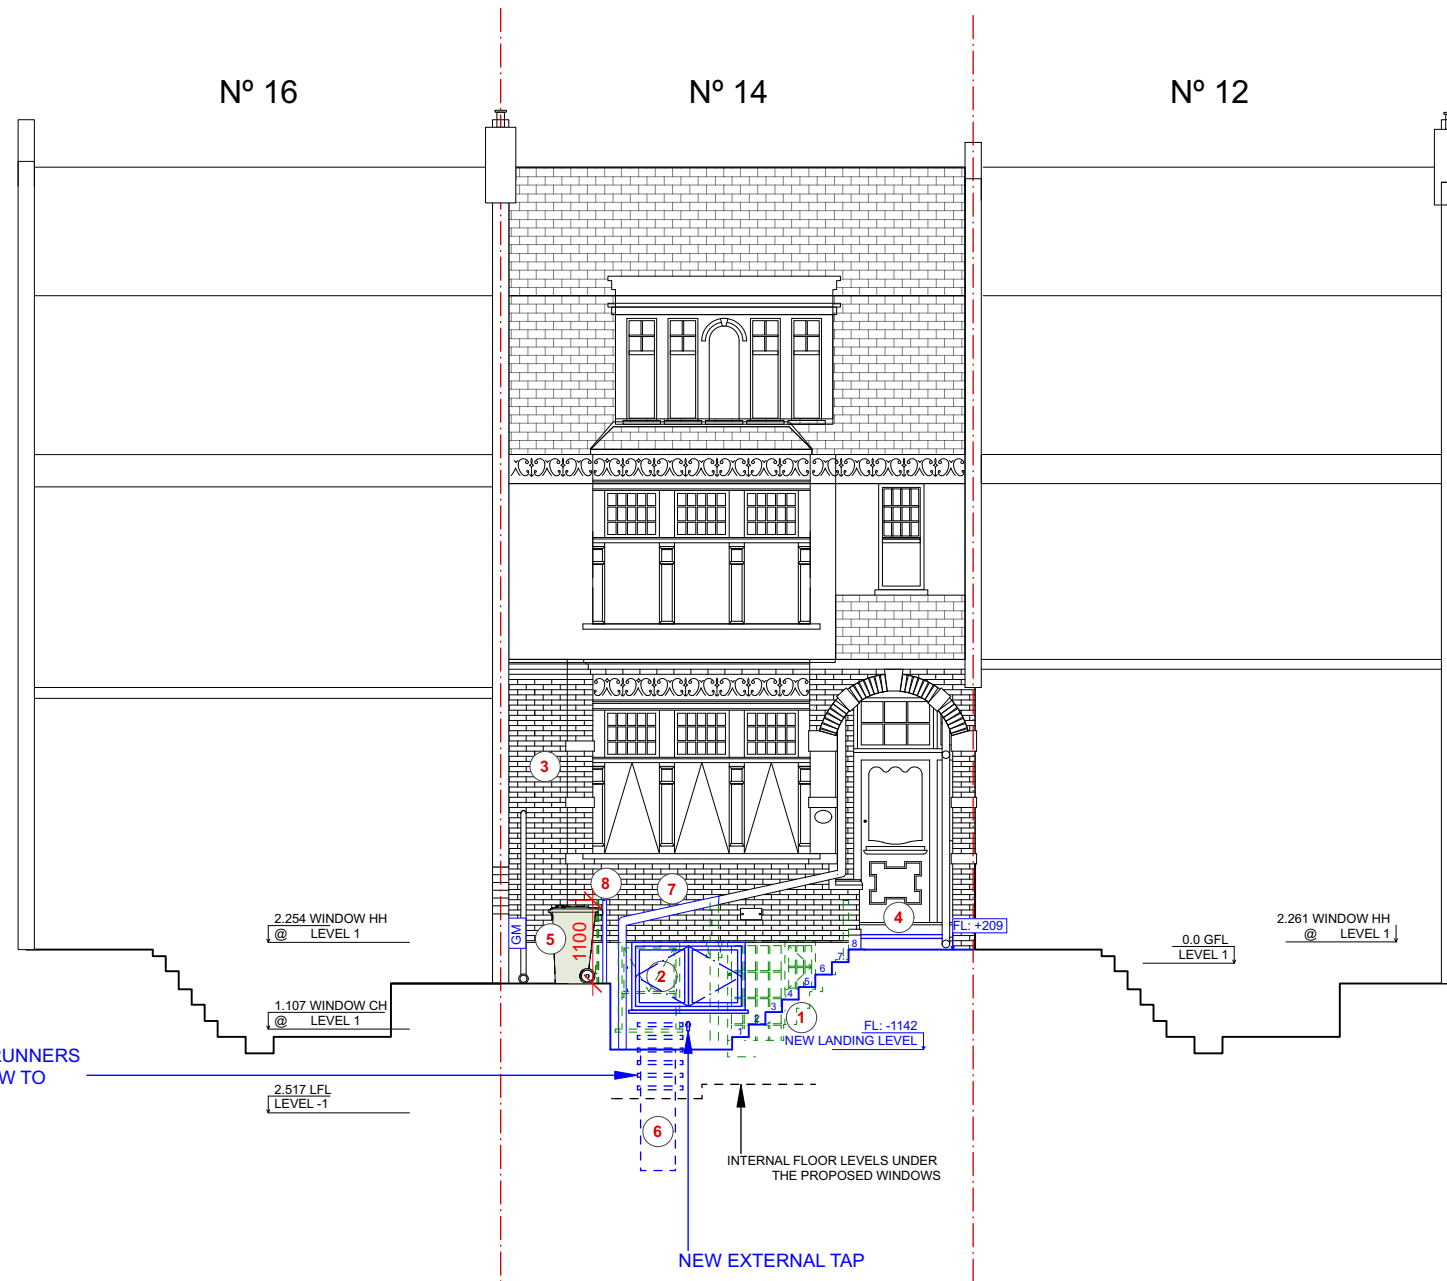 Nº 16
Nº 14
Nº 12
3
8
7
4
5
1100
GM
2
FL: +209
2.254 WINDOW HH
@ LEVEL 1
2.261 WINDOW HH
@ LEVEL 1
0.0 GFL
LEVEL 1
1.107 WINDOW CH
@ LEVEL 1
1
2
3
4
5
6
7
8
1
FL: -1142
NEW LANDING LEVEL
RUNNERS
W TO
2.517 LFL
LEVEL -1
6
INTERNAL FLOOR LEVELS UNDER
THE PROPOSED WINDOWS
NEW EXTERNAL TAP